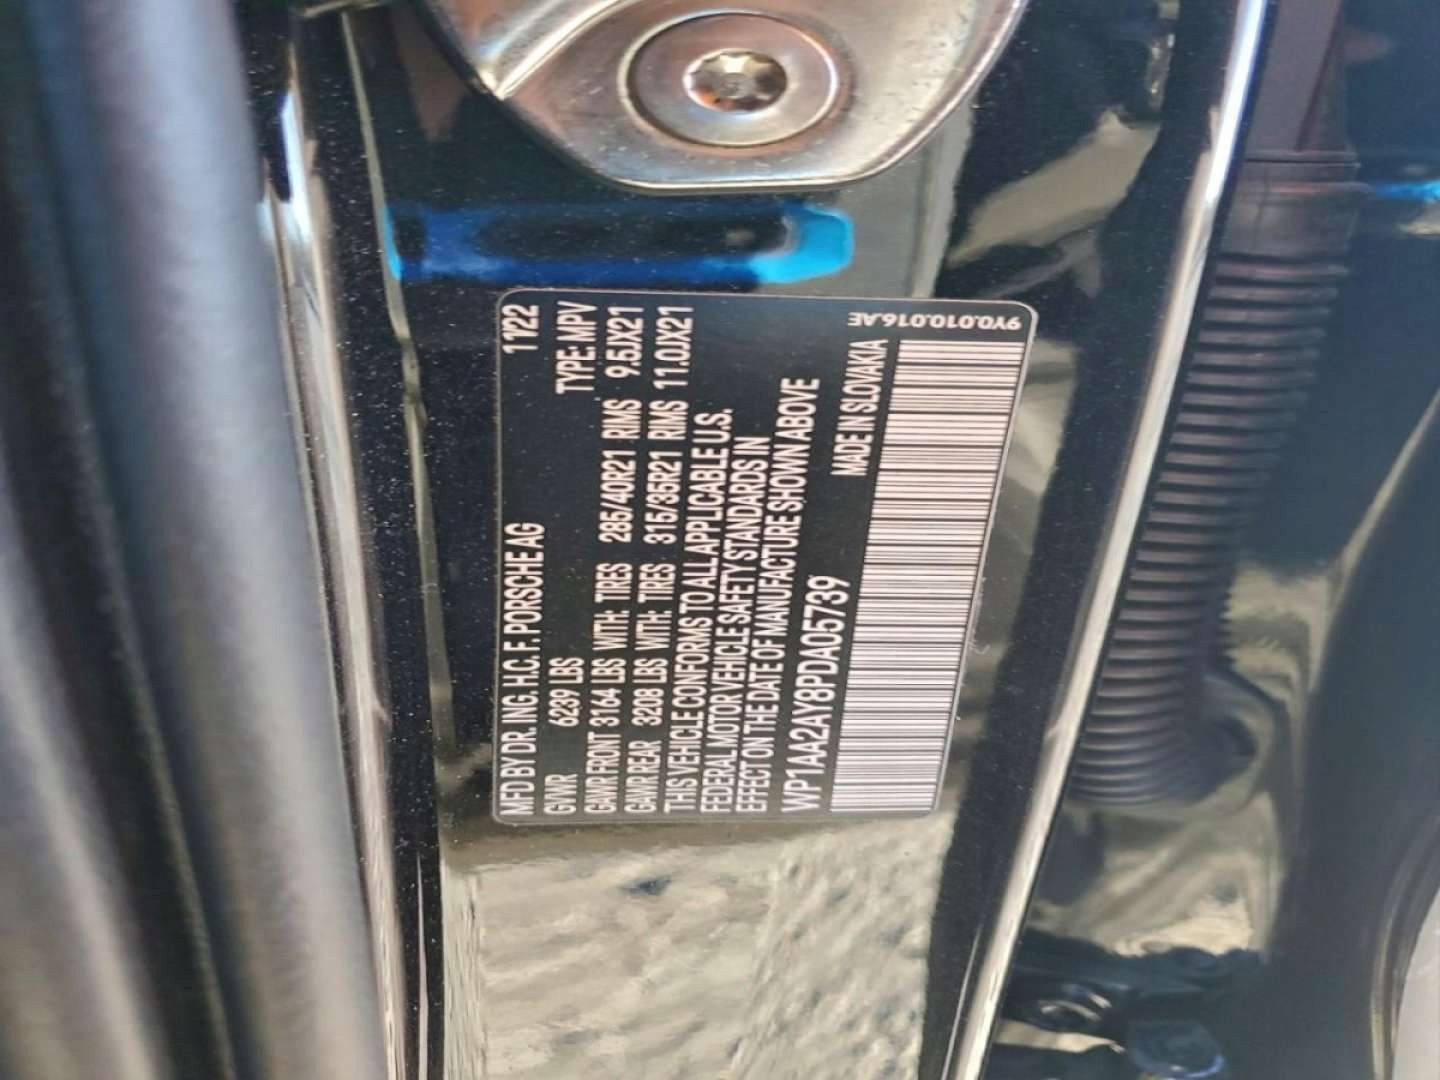 MFD BY DR. ING. H.C. F. PORSCHE AG 11/22
GVWR 6239 LBS TYPE: MPV
GAWR FRONT 3164 LBS WITH: TIRES 285/40R21 RIMS 9.5JX21
GAWR REAR 3208 LBS WITH: TIRES 315/35R21 RIMS 11.0JX21
THIS VEHICLE CONFORMS TO ALL APPLICABLE U.S.
FEDERAL MOTOR VEHICLE SAFETY STANDARDS IN
EFFECT ON THE DATE OF MANUFACTURE SHOWN ABOVE
WP1AA2AY8PDA05739
MADE IN SLOVAKIA
9Y0.010.016.AE